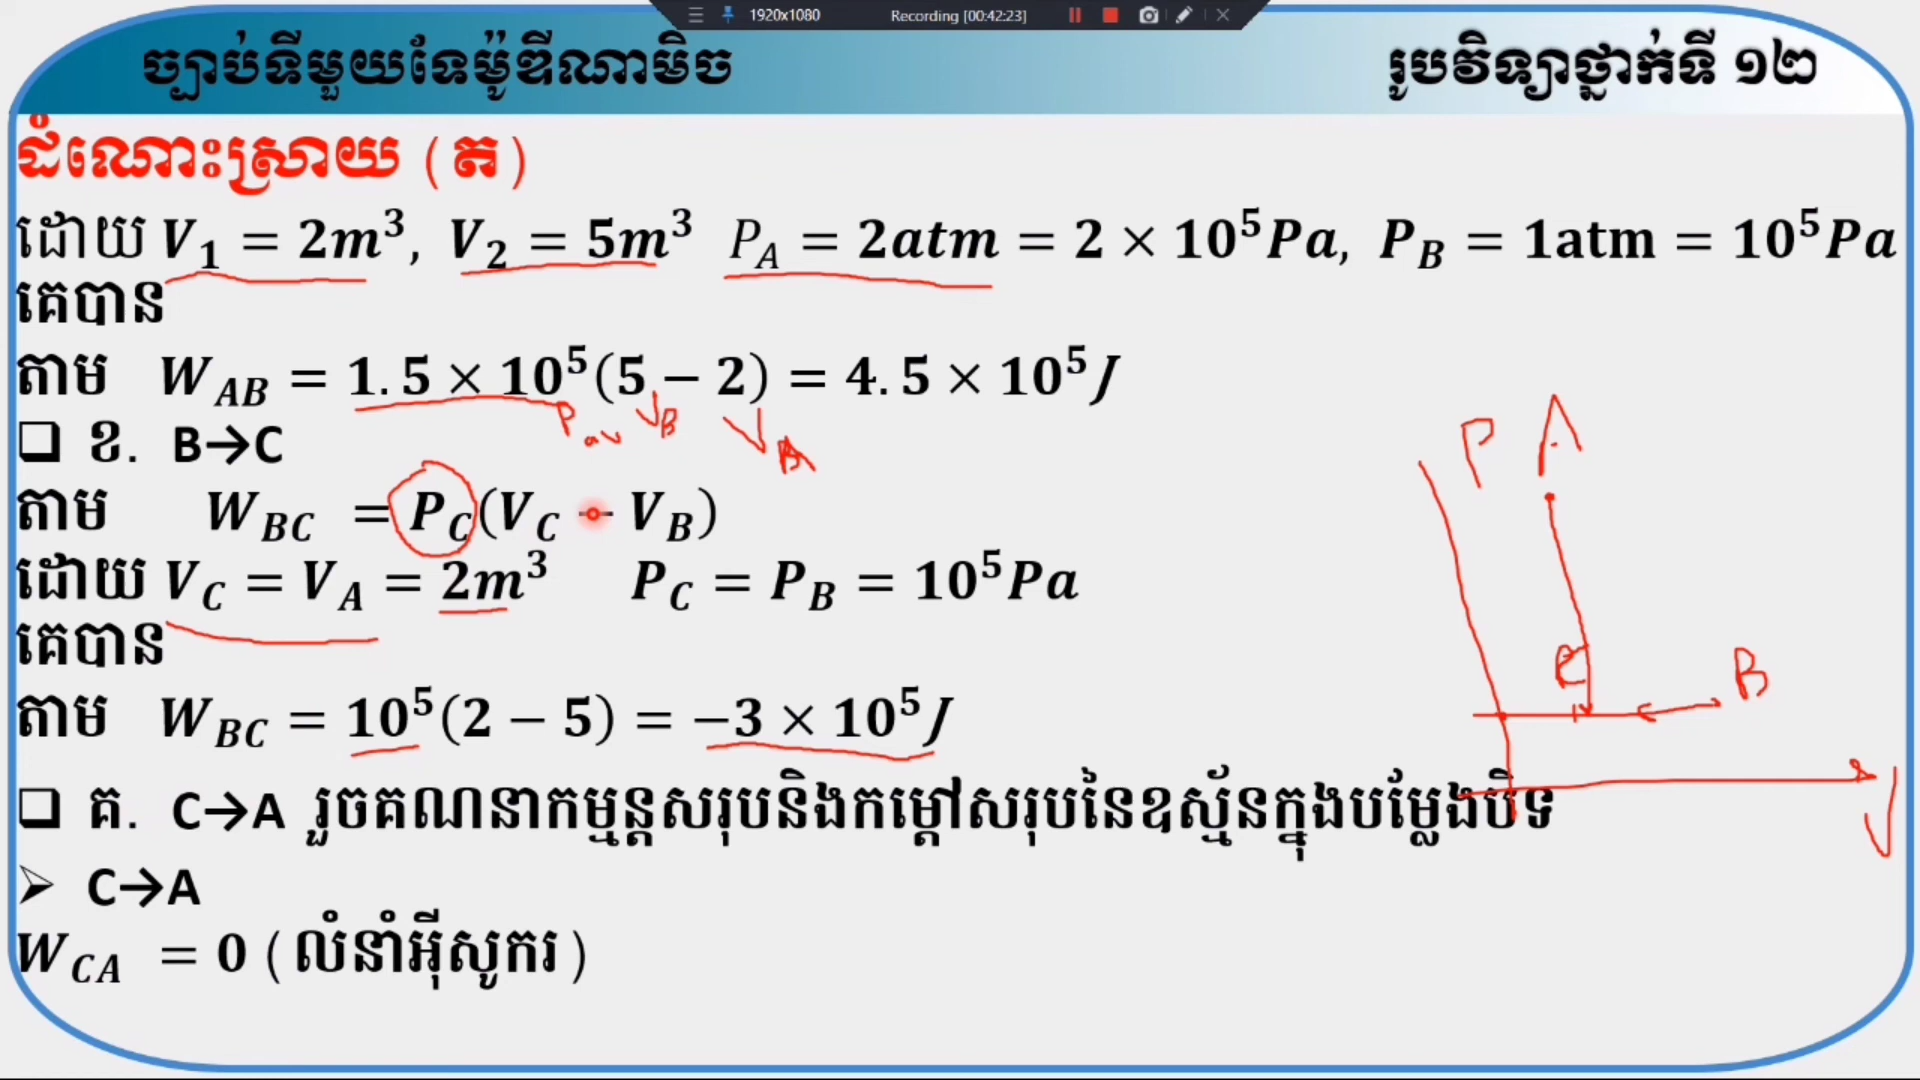 1920x1080 Recording [00:42:23]
ច្បាប់ទីមួយទែម៉ូឌីណាមិច
រូបវិទ្យាថ្នាក់ទី ១២
ដំណោះស្រាយ (ត)
ដោយ V₁ = 2m³, V₂ = 5m³ P_A = 2atm = 2 × 10⁵Pa, P_B = 1atm = 10⁵Pa
គេបាន
តាម W_AB = 1.5 × 10⁵(5 − 2) = 4.5 × 10⁵J
P_av V_B V_A
❑ ខ. B→C
តាម W_BC = P_C(V_C − V_B)
ដោយ V_C = V_A = 2m³ P_C = P_B = 10⁵Pa
គេបាន
តាម W_BC = 10⁵(2 − 5) = −3 × 10⁵J
❑ គ. C→A រួចគណនាកម្មន្តសរុបនិងកម្តៅសរុបនៃឧស្ម័នក្នុងបម្លែងបិទ
➢ C→A
W_CA = 0 (លំនាំអ៊ីសូករ)
P A
C B
V